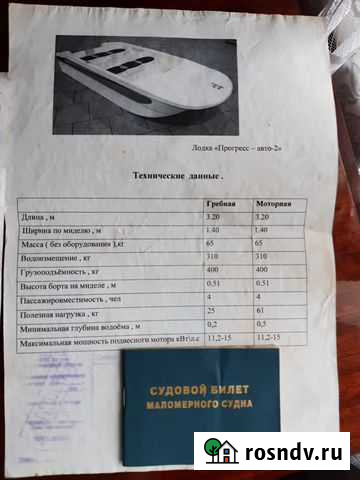 Лодка «Прогресс – авто-2»
Технические данные .
Гребная Моторная
Длина , м 3.20 3.20
Ширина по миделю , м 1.40 1.40
Масса ( без оборудования ),кг 65 65
Водоизмещение , кг 310 310
Грузоподъёмность , кг 400 400
Высота борта на миделе , м 0.51 0.51
Пассажировместимость , чел 4 4
Полезная нагрузка , кг 25 61
Минимальная глубина водоёма , м 0,2 0,5
Максимальная мощность подвесного мотора кВт\л.с 11,2-15 11,2-15
СУДОВОЙ БИЛЕТ
МАЛОМЕРНОГО СУДНА
rosndv.ru